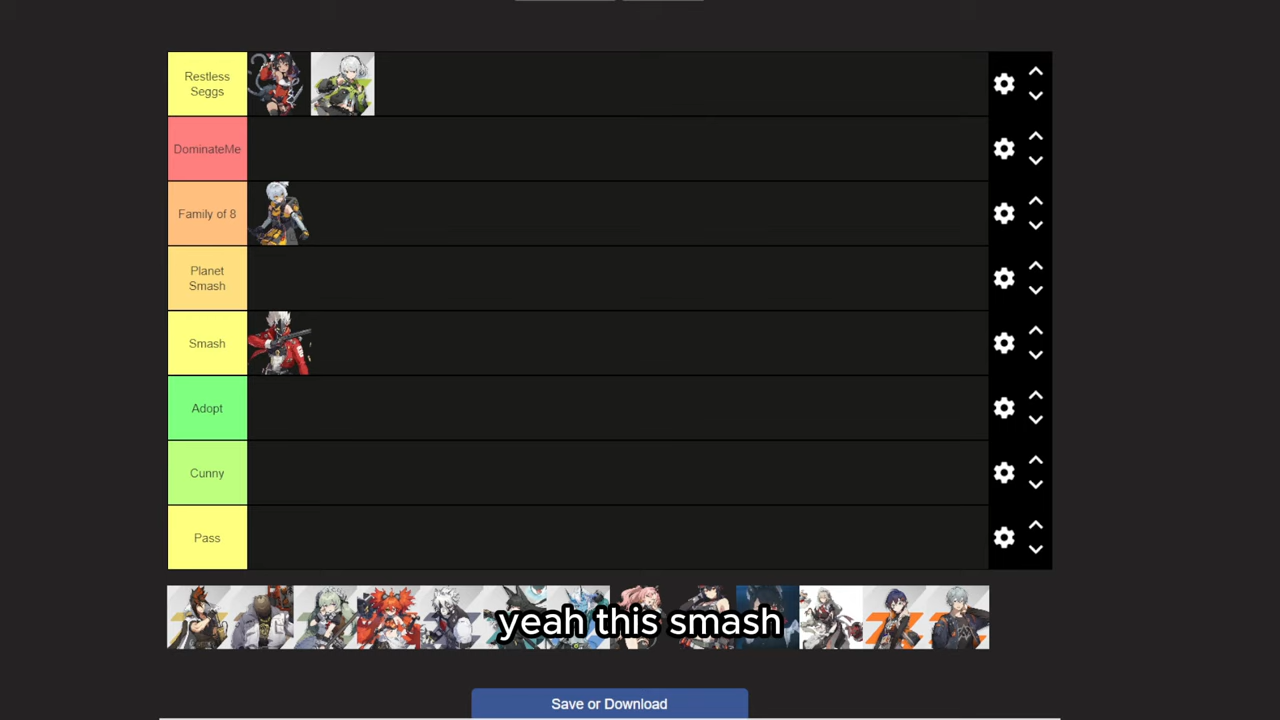 Restless
Seggs
DominateMe
Family of 8
Planet
Smash
Smash
Adopt
Cunny
Pass
yeah this smash
Save or Download